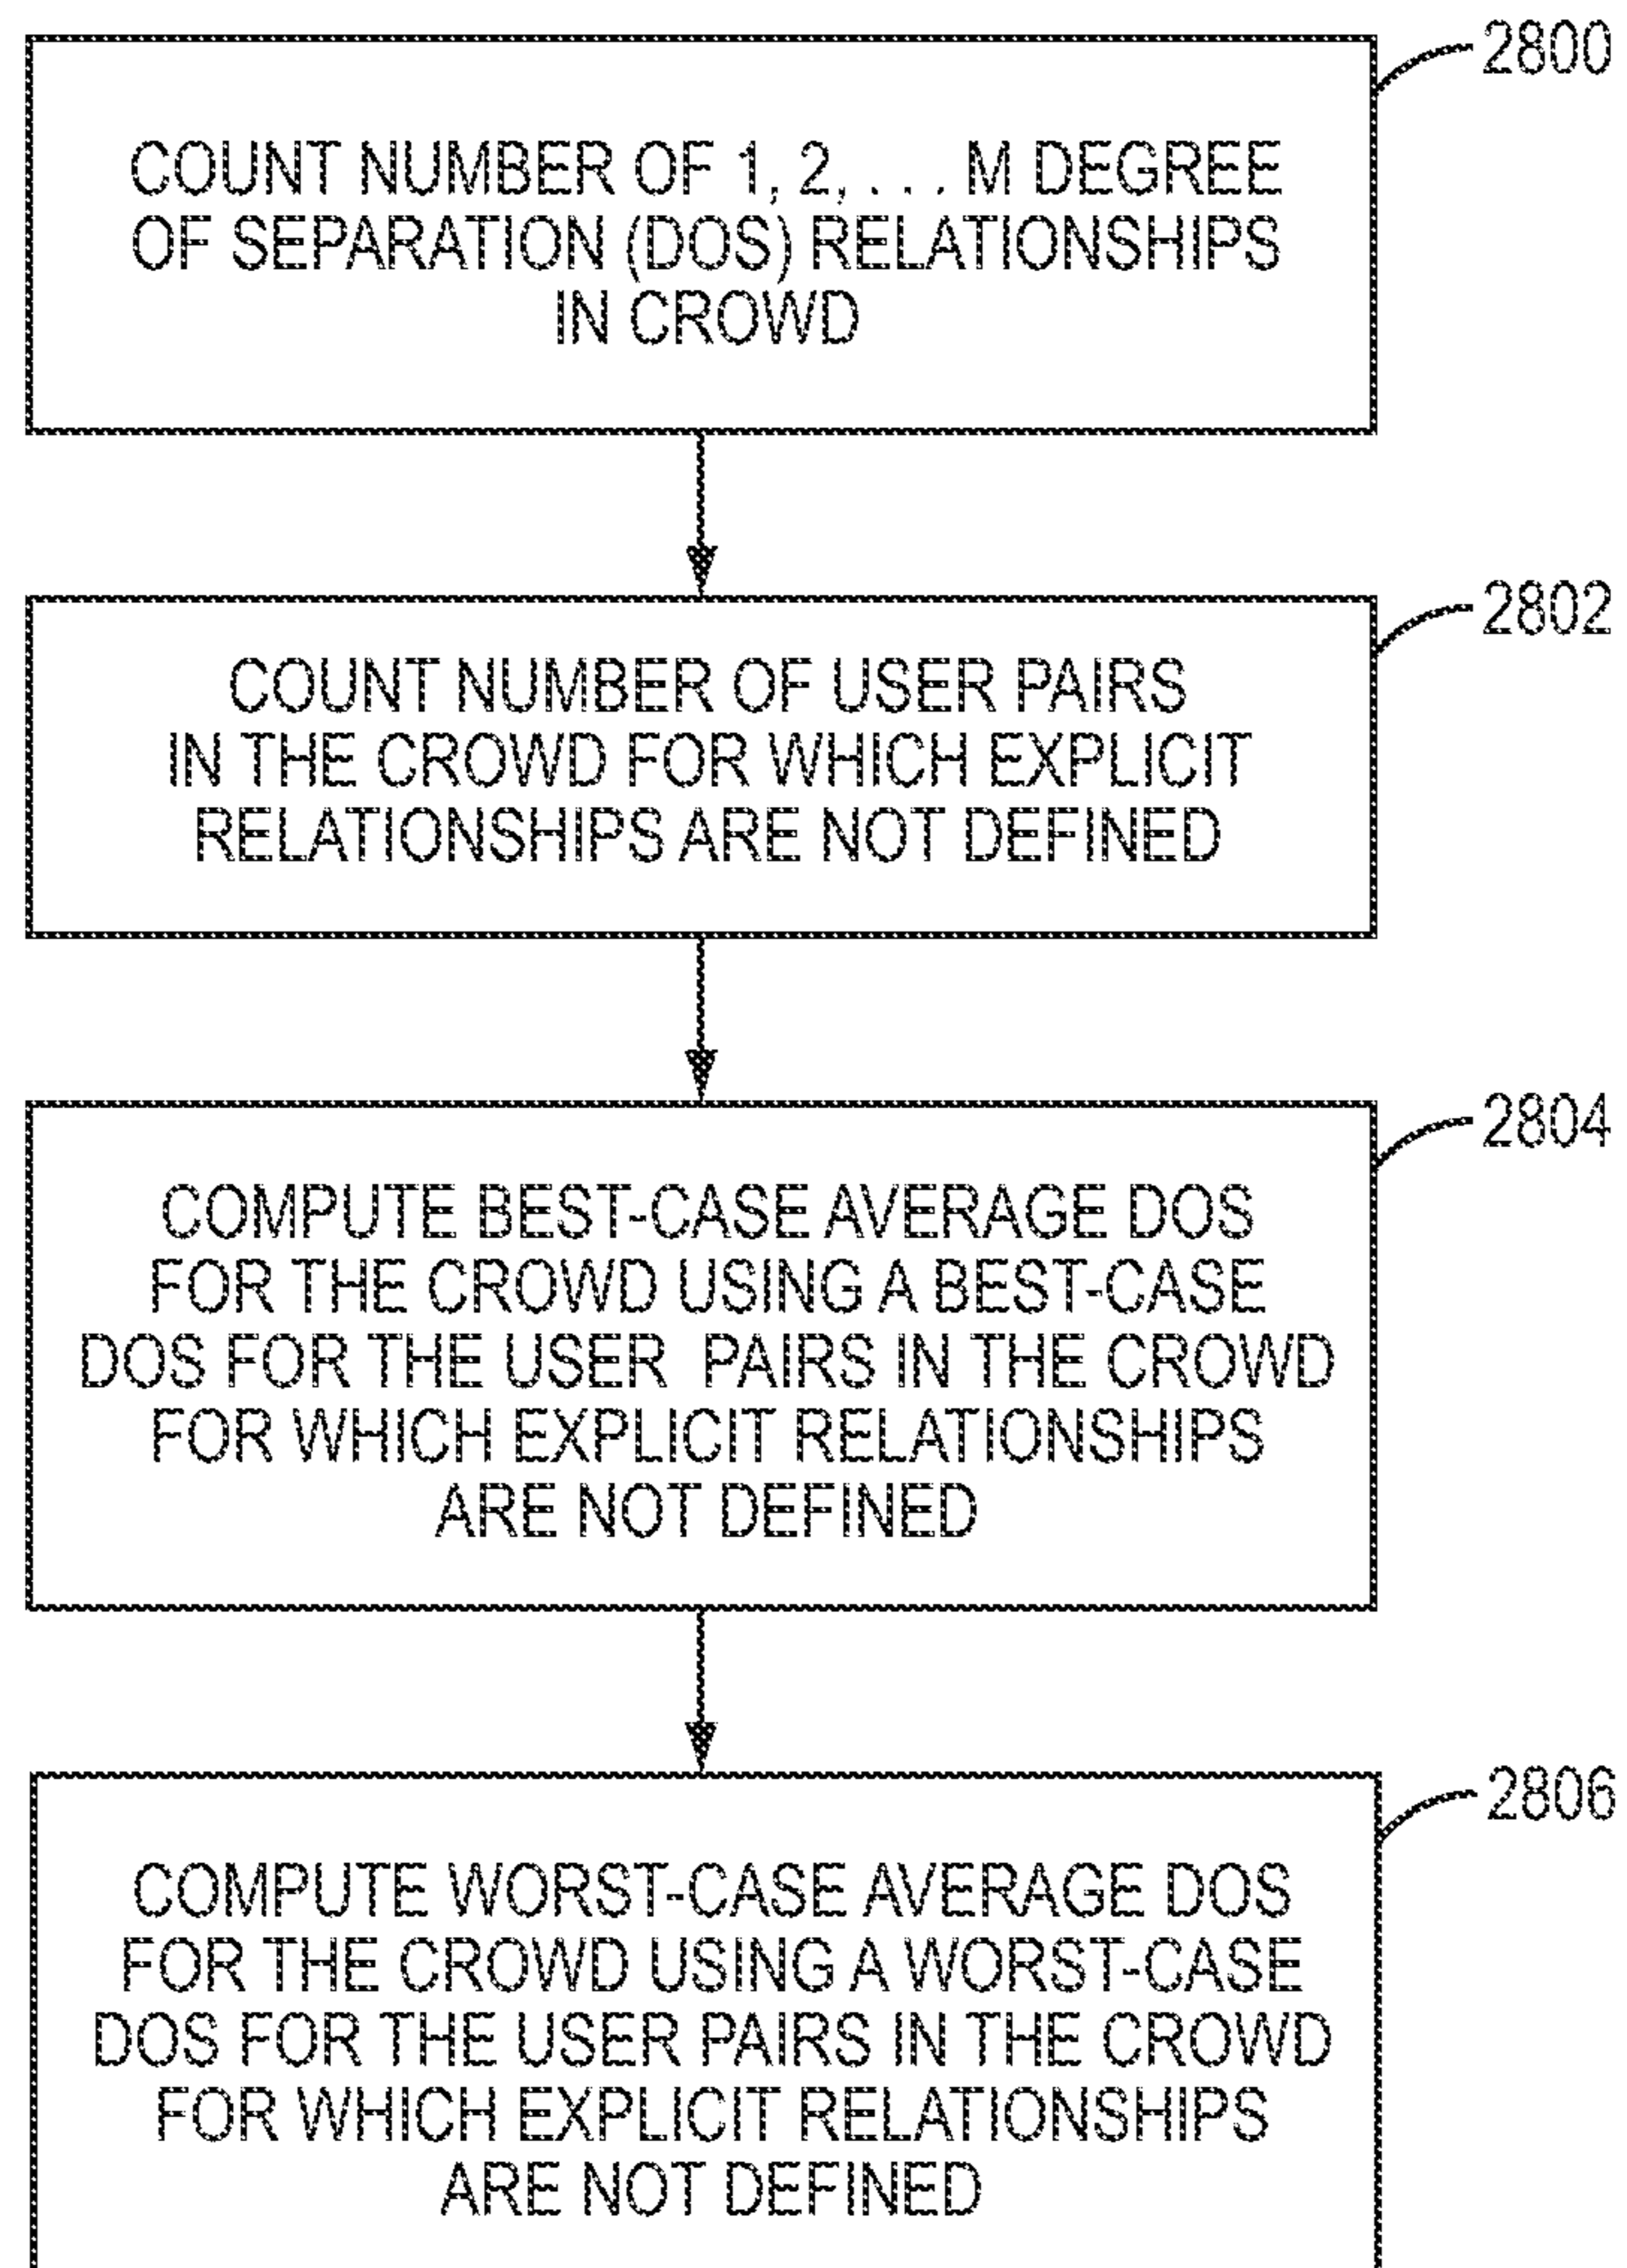 2800
COUNT NUMBER OF 1, 2, . . . M DEGREE
OF SEPARATION (DOS) RELATIONSHIPS
IN CROWD
2802
COUNT NUMBER OF USER PAIRS
IN THE CROWD FOR WHICH EXPLICIT
RELATIONSHIPS ARE NOT DEFINED
2804
COMPUTE BEST-CASE AVERAGE DOS
FOR THE CROWD USING A BEST-CASE
DOS FOR THE USER PAIRS IN THE CROWD
FOR WHICH EXPLICIT RELATIONSHIPS
ARE NOT DEFINED
2806
COMPUTE WORST-CASE AVERAGE DOS
FOR THE CROWD USING A WORST-CASE
DOS FOR THE USER PAIRS IN THE CROWD
FOR WHICH EXPLICIT RELATIONSHIPS
ARE NOT DEFINED